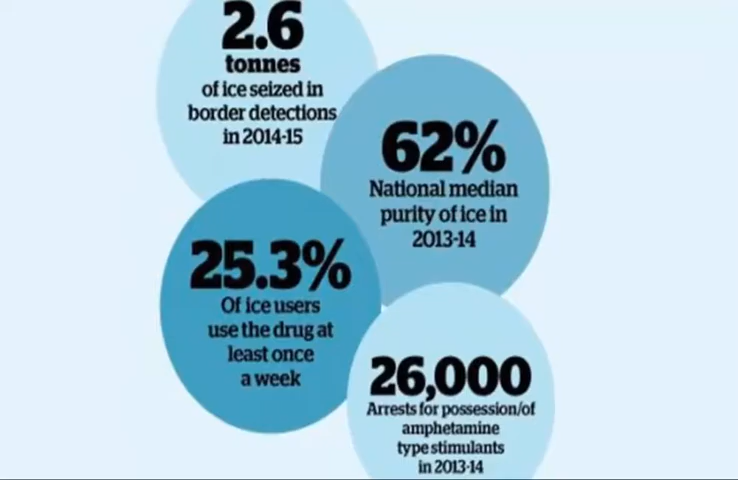 2.6
tonnes
of ice seized in
border detections
in 2014-15
62%
National median
purity of ice in
2013-14
25.3%
Of ice users
use the drug at
least once
a week
26,000
Arrests for possession/of
amphetamine
type stimulants
in 2013-14